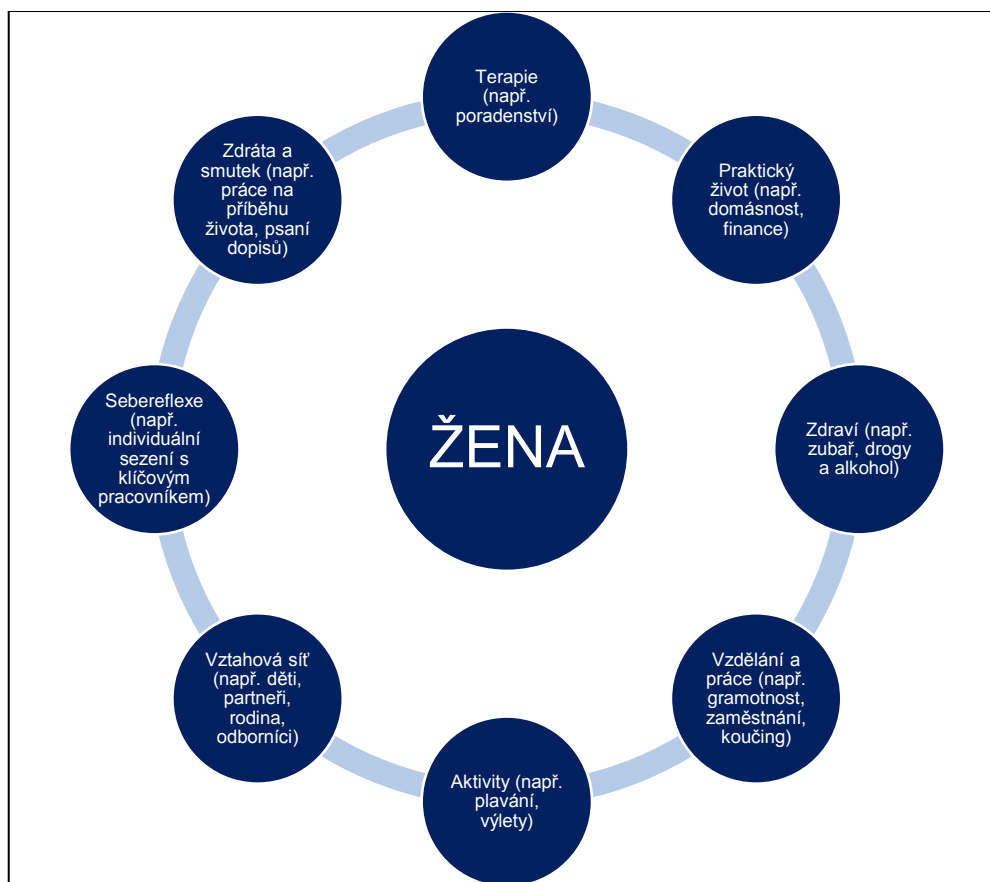 Terapie
(např.
poradenství)
Praktický
život (např.
domásnost,
finance)
Zdraví (např.
zubař, drogy
a alkohol)
Vzdělání a
práce (např.
gramotnost,
zaměstnání,
koučing)
Aktivity (např.
plavání,
výlety)
Vztahová síť
(např. děti,
partneři,
rodina,
odborníci)
Sebereflexe
(např.
individuální
sezení s
klíčovým
pracovníkem)
Zdráta a
smutek (např.
práce na
příběhu
života, psaní
dopisů)
ŽENA